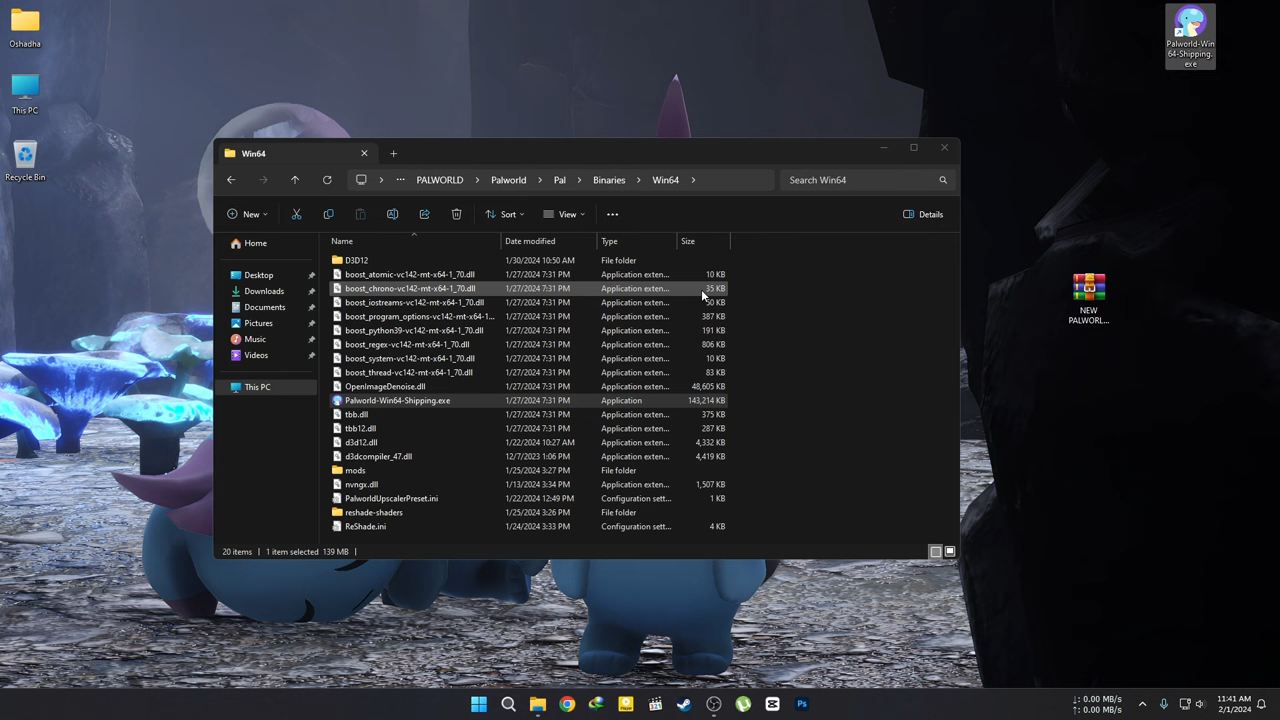 Oshadha
This PC
Recycle Bin
Palworld-Win
64-Shipping.
exe
NEW
PALWORL...
Win64
PALWORLD > Palworld > Pal > Binaries > Win64 >
Search Win64
New
Sort
View
Details
Name Date modified Type Size
Home
Desktop
Downloads
Documents
Pictures
Music
Videos
This PC
D3D12 1/30/2024 10:50 AM File folder
boost_atomic-vc142-mt-x64-1_70.dll 1/27/2024 7:31 PM Application exten... 10 KB
boost_chrono-vc142-mt-x64-1_70.dll 1/27/2024 7:31 PM Application exten... 35 KB
boost_iostreams-vc142-mt-x64-1_70.dll 1/27/2024 7:31 PM Application exten... 50 KB
boost_program_options-vc142-mt-x64-1... 1/27/2024 7:31 PM Application exten... 387 KB
boost_python39-vc142-mt-x64-1_70.dll 1/27/2024 7:31 PM Application exten... 191 KB
boost_regex-vc142-mt-x64-1_70.dll 1/27/2024 7:31 PM Application exten... 806 KB
boost_system-vc142-mt-x64-1_70.dll 1/27/2024 7:31 PM Application exten... 10 KB
boost_thread-vc142-mt-x64-1_70.dll 1/27/2024 7:31 PM Application exten... 83 KB
OpenImageDenoise.dll 1/27/2024 7:31 PM Application exten... 48,605 KB
Palworld-Win64-Shipping.exe 1/27/2024 7:31 PM Application 143,214 KB
tbb.dll 1/27/2024 7:31 PM Application exten... 375 KB
tbb12.dll 1/27/2024 7:31 PM Application exten... 287 KB
d3d12.dll 1/22/2024 10:27 AM Application exten... 4,332 KB
d3dcompiler_47.dll 12/7/2023 1:06 PM Application exten... 4,419 KB
mods 1/25/2024 3:27 PM File folder
nvngx.dll 1/13/2024 3:34 PM Application exten... 1,507 KB
PalworldUpscalerPreset.ini 1/22/2024 12:49 PM Configuration sett... 1 KB
reshade-shaders 1/25/2024 3:26 PM File folder
ReShade.ini 1/24/2024 3:33 PM Configuration sett... 4 KB
20 items 1 item selected 139 MB
Ps
↓: 0.00 MB/s
↑: 0.00 MB/s
11:41 AM
2/1/2024